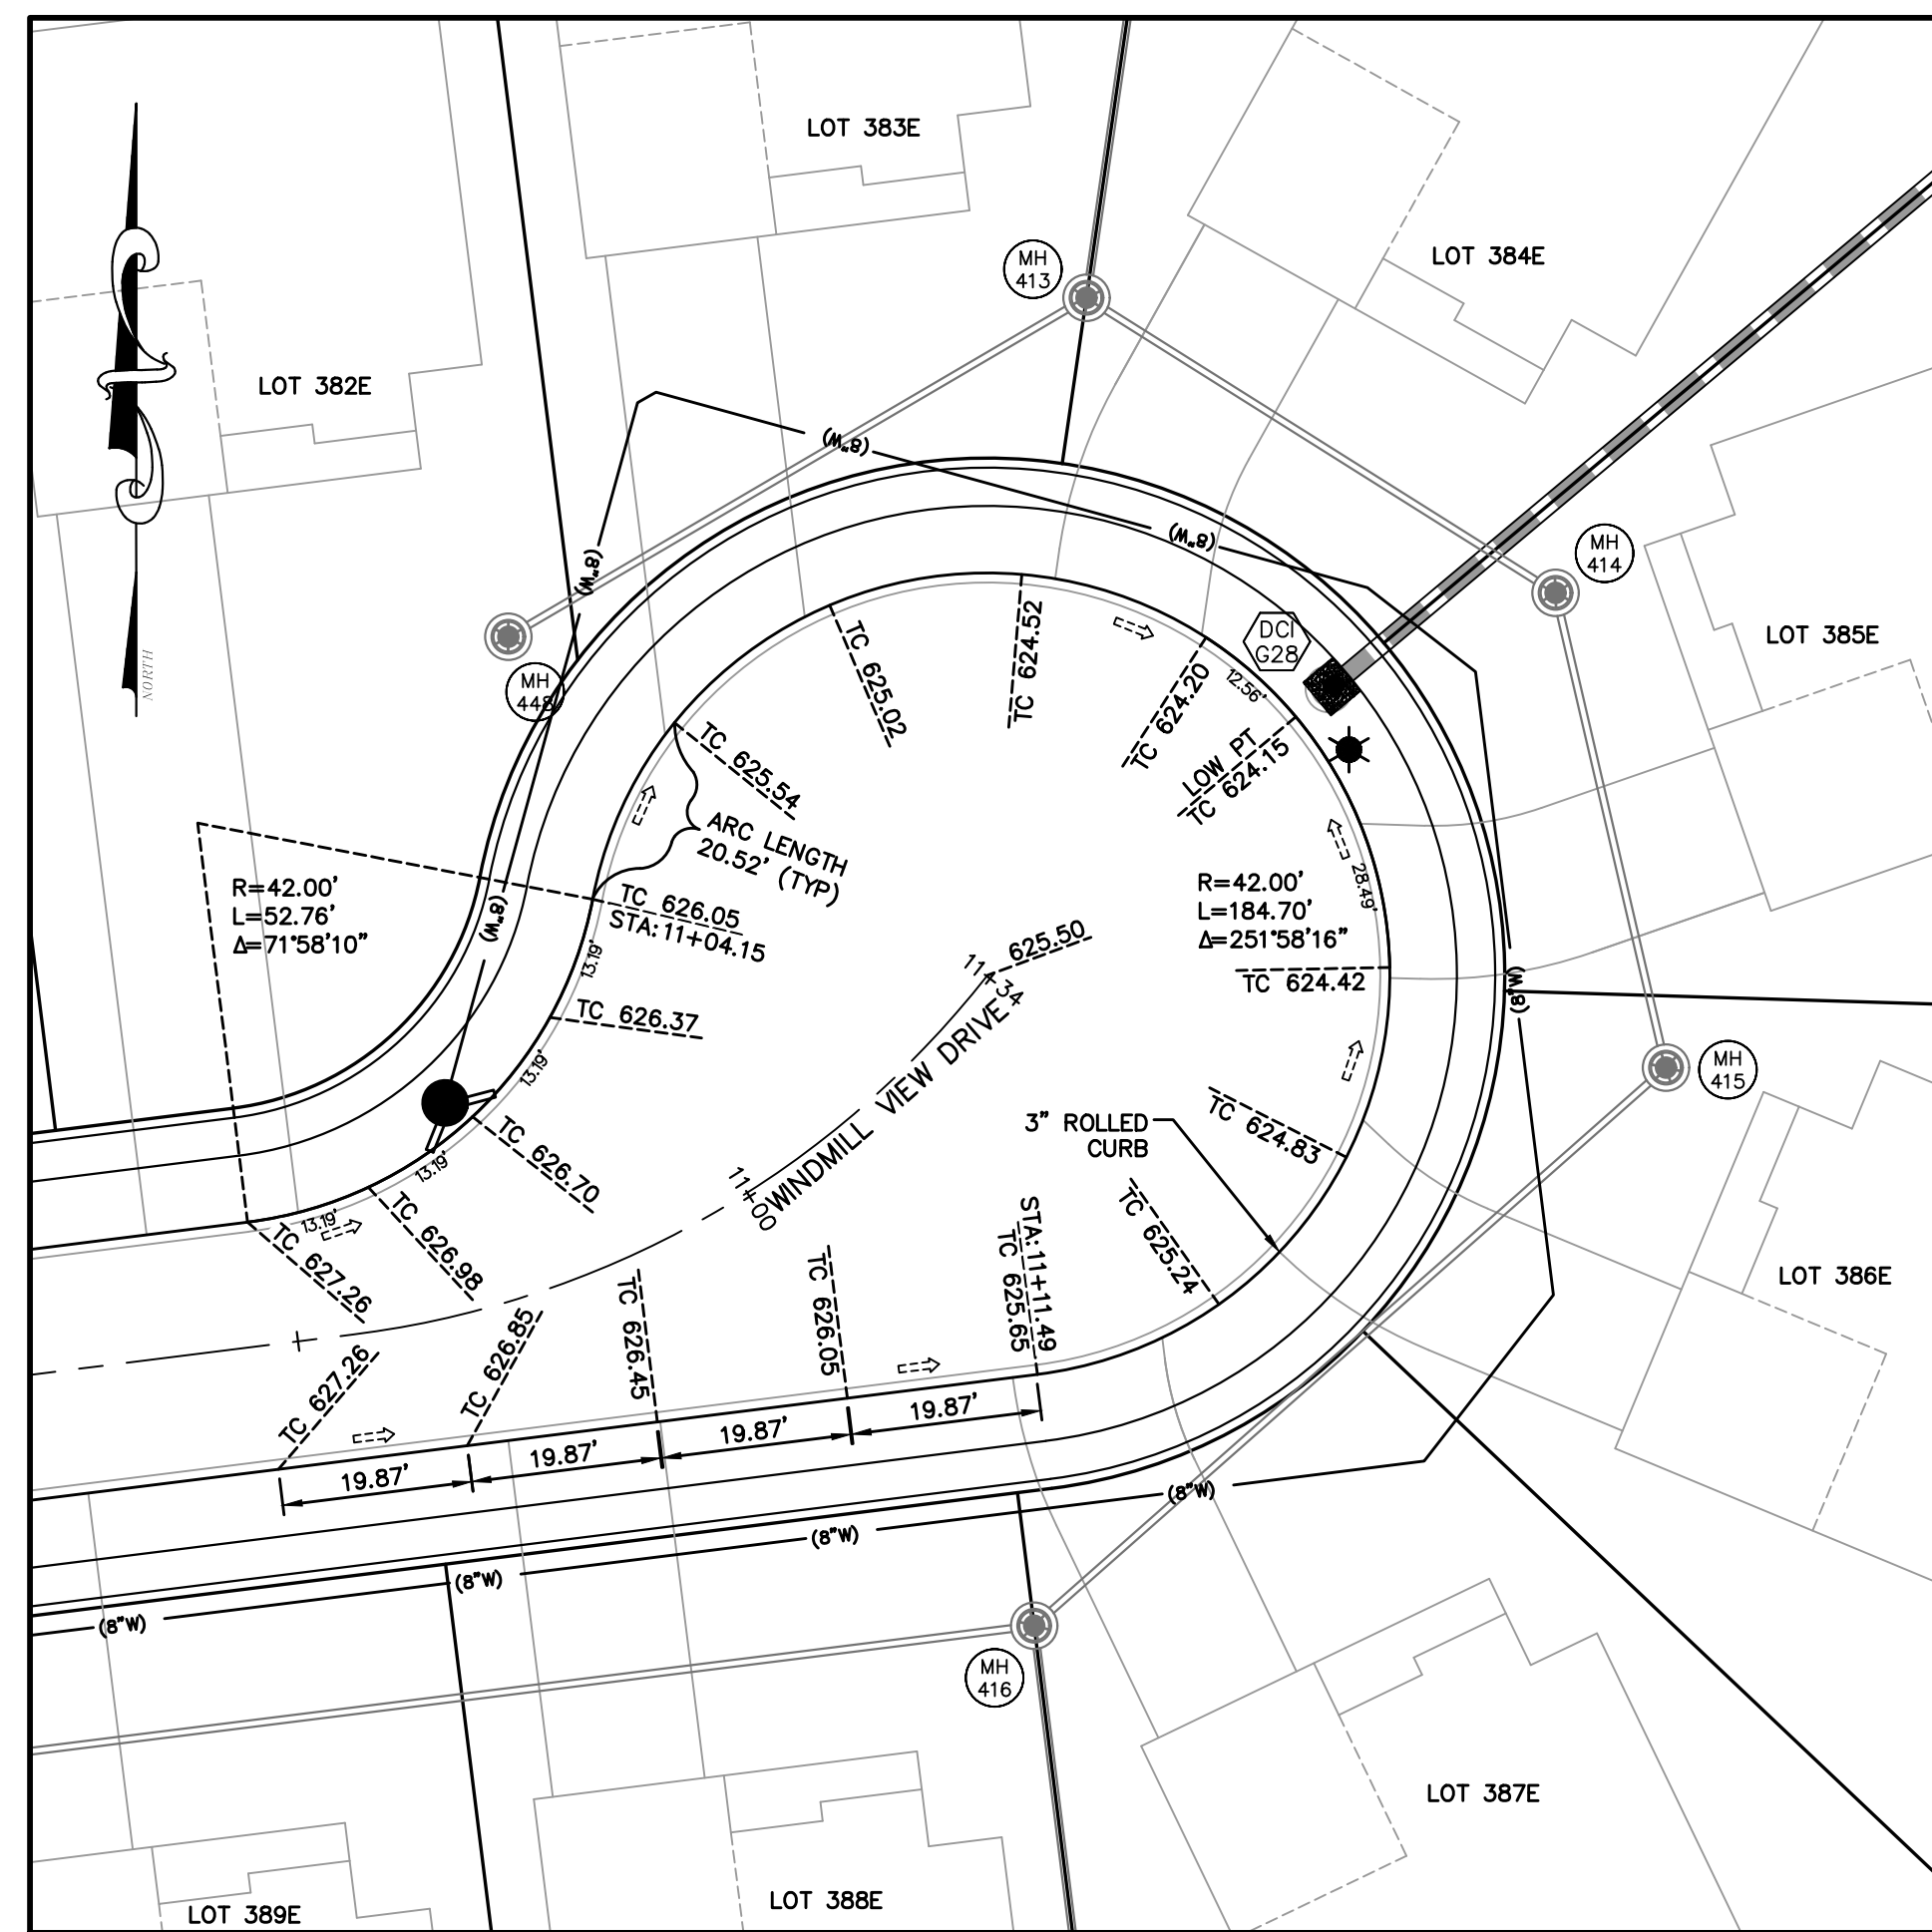 LOT 383E
LOT 384E
MH
413
LOT 382E
(8"W)
(8"W)
(8"W)
MH
414
DCI
G28
LOT 385E
NORTH
MH
448
TC 625.02
TC 624.52
TC 624.20
12.56'
LOW PT
TC 624.15
TC 625.54
ARC LENGTH
20.52' (TYP)
R=42.00'
L=52.76'
Δ=71°58'10"
(8"W)
TC 626.05
STA:11+04.15
13.19'
28.49'
R=42.00'
L=184.70'
Δ=251°58'16"
625.50
11+34
TC 624.42
(8"W)
TC 626.37
13.19'
WINDMILL VIEW DRIVE
11+00
MH
415
3" ROLLED
CURB
TC 624.83
TC 626.70
13.19'
13.19'
TC 626.98
TC 627.26
TC 625.24
STA:11+11.49
TC 625.65
TC 626.05
TC 626.45
TC 626.85
TC 627.26
LOT 386E
19.87'
19.87'
19.87'
19.87'
(8"W)
(8"W)
(8"W)
(8"W)
MH
416
LOT 387E
LOT 388E
LOT 389E